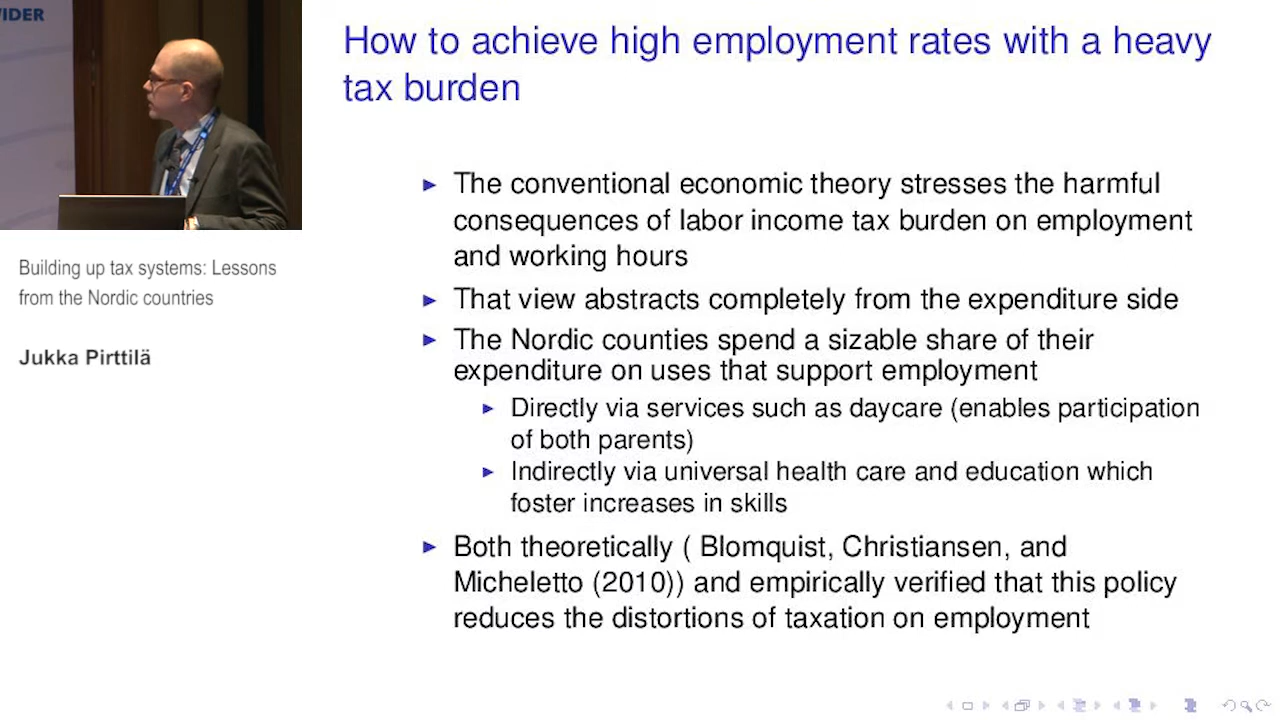 WIDER
How to achieve high employment rates with a heavy
tax burden
The conventional economic theory stresses the harmful
consequences of labor income tax burden on employment
and working hours
That view abstracts completely from the expenditure side
The Nordic counties spend a sizable share of their
expenditure on uses that support employment
Directly via services such as daycare (enables participation
of both parents)
Indirectly via universal health care and education which
foster increases in skills
Both theoretically ( Blomquist, Christiansen, and
Micheletto (2010)) and empirically verified that this policy
reduces the distortions of taxation on employment
Building up tax systems: Lessons
from the Nordic countries
Jukka Pirttilä